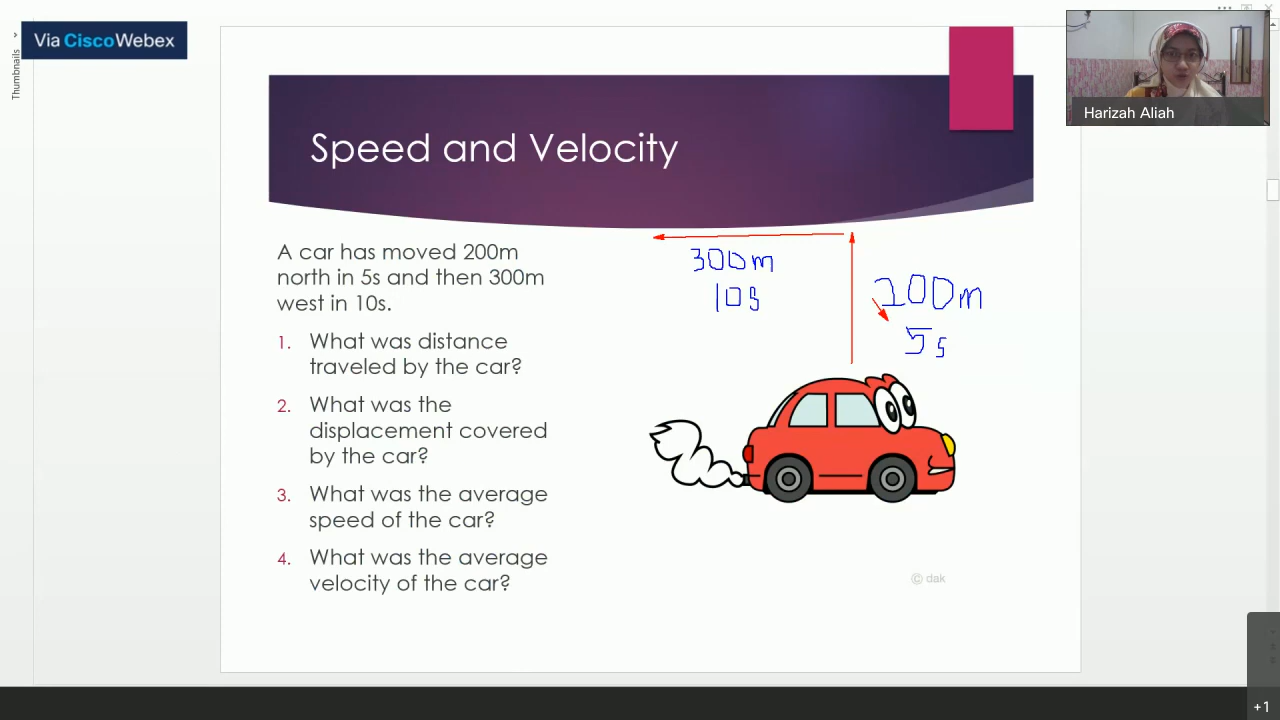 Via Cisco Webex
Thumbnails
Harizah Aliah
Speed and Velocity
A car has moved 200m
north in 5s and then 300m
west in 10s.
1. What was distance
traveled by the car?
2. What was the
displacement covered
by the car?
3. What was the average
speed of the car?
4. What was the average
velocity of the car?
300m
10s
200m
5s
© dak
+1